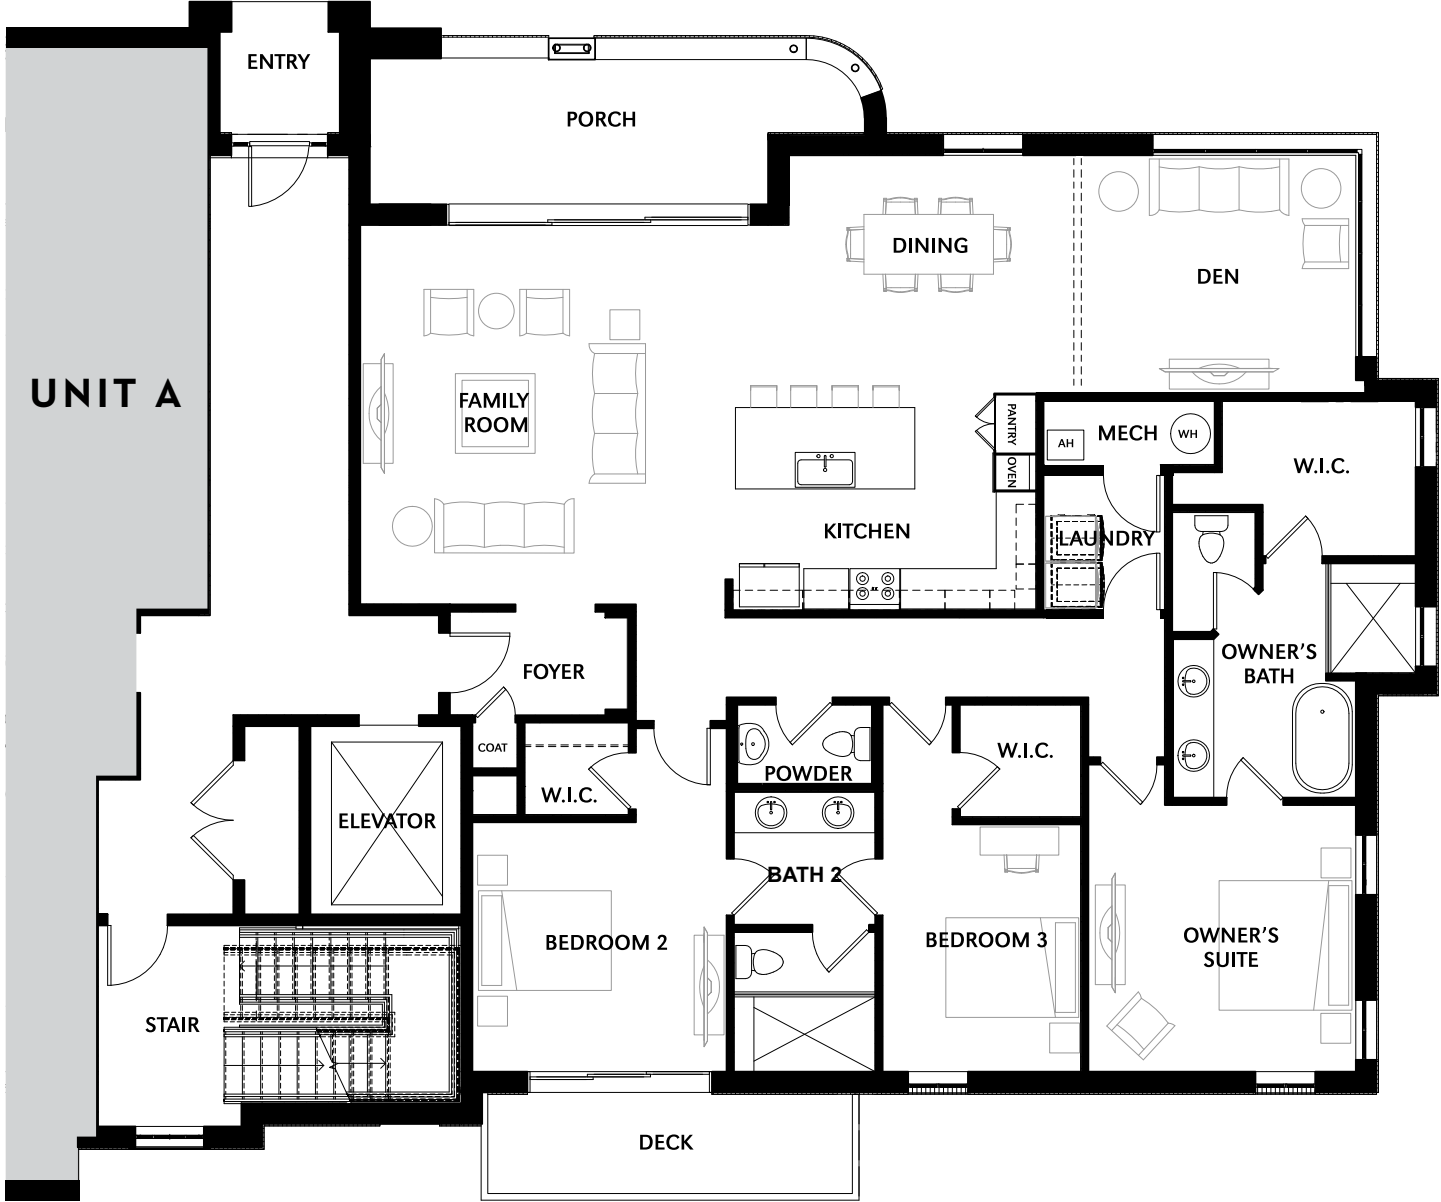 ENTRY
PORCH
DINING
DEN
UNIT A
FAMILY
ROOM
PANTRY
OVEN
AH
MECH
WH
W.I.C.
KITCHEN
LAUNDRY
FOYER
OWNER'S
BATH
COAT
W.I.C.
POWDER
W.I.C.
ELEVATOR
BATH 2
BEDROOM 2
BEDROOM 3
OWNER'S
SUITE
STAIR
DECK